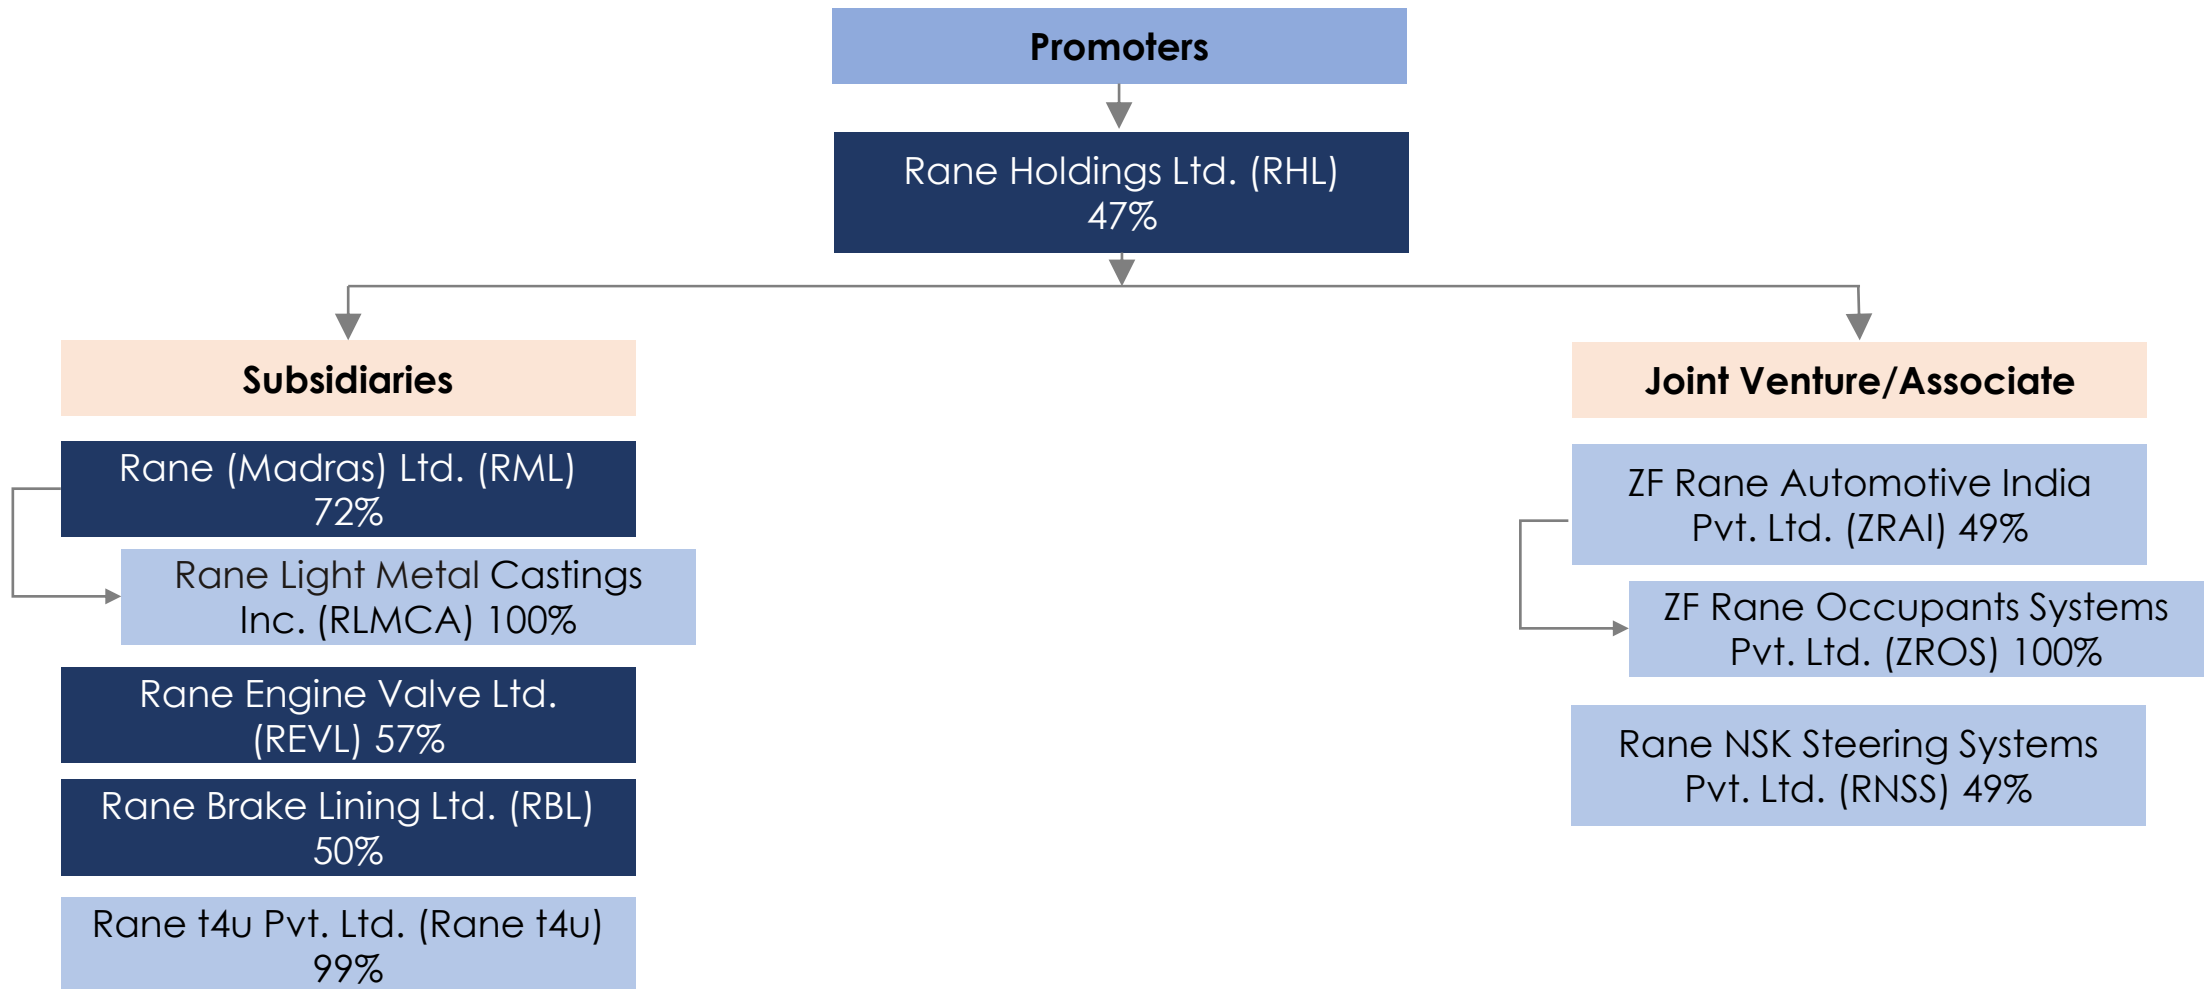 Promoters
Rane Holdings Ltd. (RHL)
47%
Subsidiaries
Rane (Madras) Ltd. (RML)
72%
Rane Light Metal Castings
Inc. (RLMCA) 100%
Rane Engine Valve Ltd.
(REVL) 57%
Rane Brake Lining Ltd. (RBL)
50%
Rane t4u Pvt. Ltd. (Rane t4u)
99%
Joint Venture/Associate
ZF Rane Automotive India
Pvt. Ltd. (ZRAI) 49%
ZF Rane Occupants Systems
Pvt. Ltd. (ZROS) 100%
Rane NSK Steering Systems
Pvt. Ltd. (RNSS) 49%